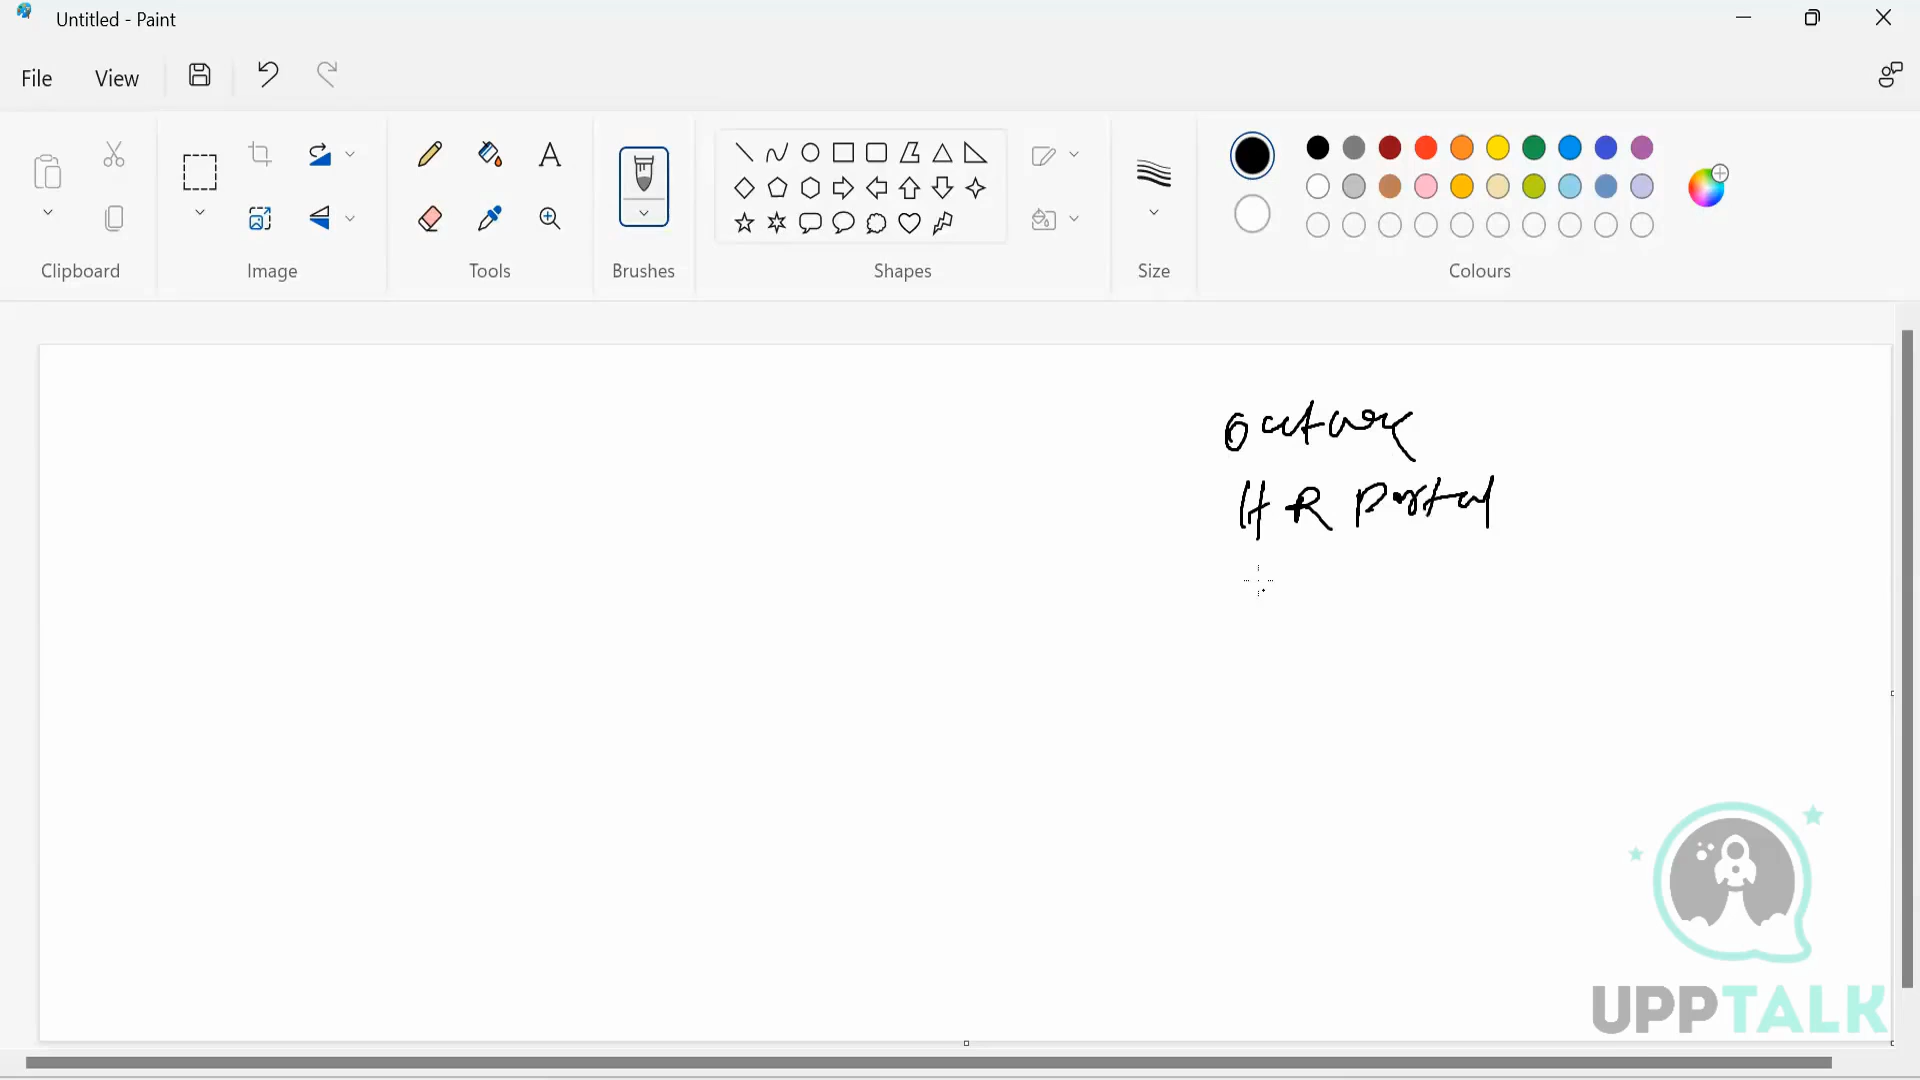 Untitled - Paint
File View
Clipboard Image Tools Brushes Shapes Size Colours
HR Portal
UPPTALK